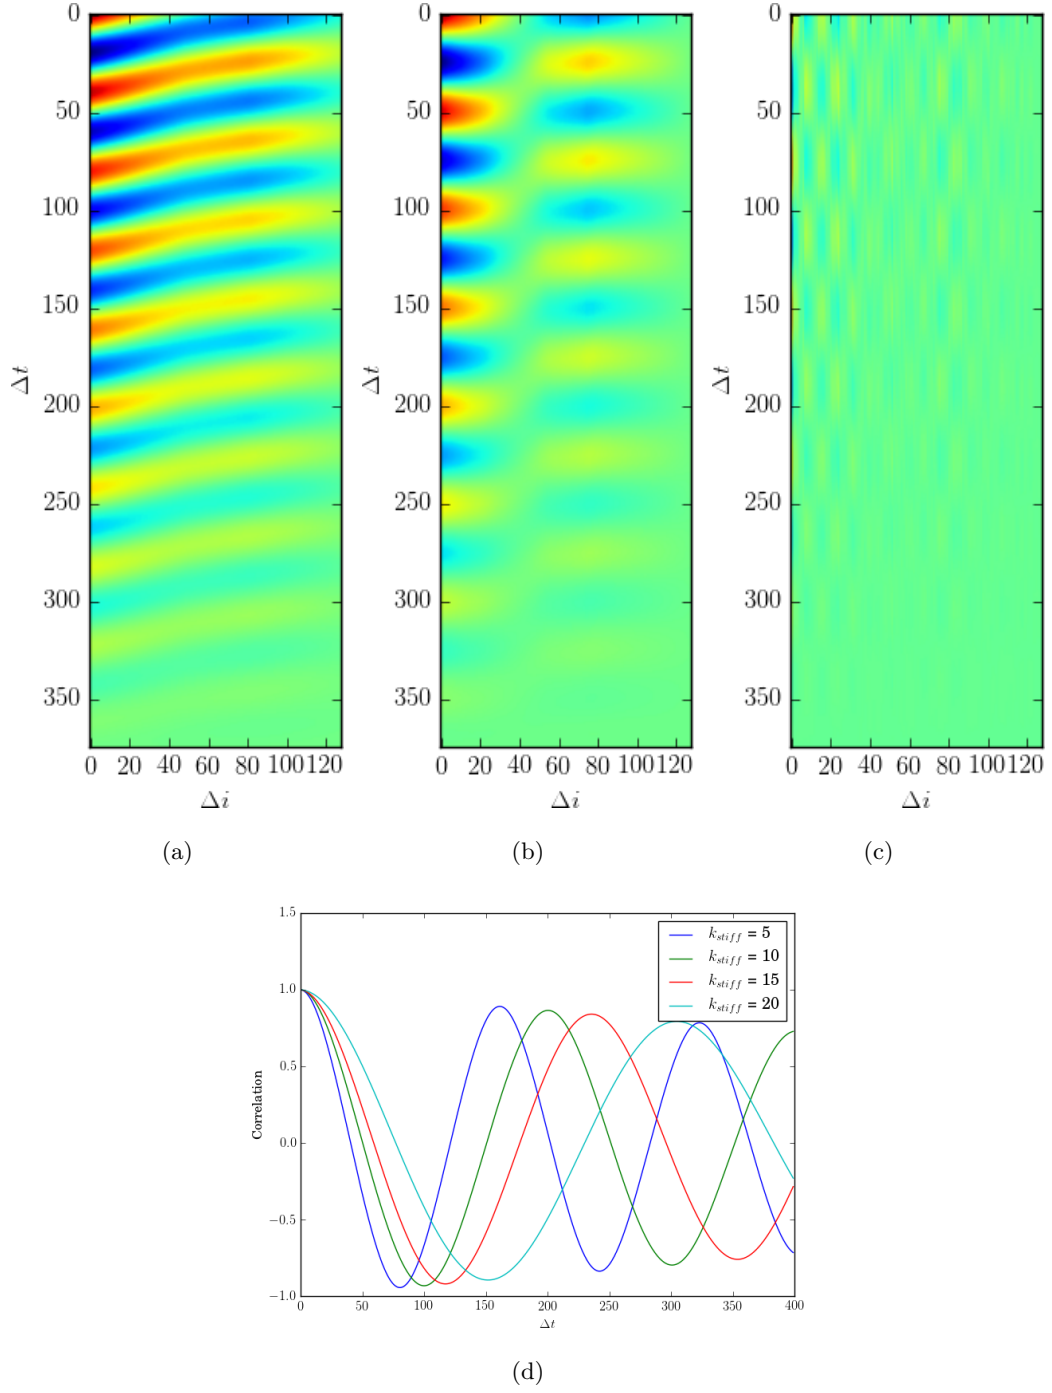 0
50
100
150
200
250
300
350
Δt
0 20 40 60 80 100 120
Δi
(a)
0
50
100
150
200
250
300
350
Δt
0 20 40 60 80 100 120
Δi
(b)
0
50
100
150
200
250
300
350
Δt
0 20 40 60 80 100 120
Δi
(c)
1.5
1.0
0.5
0.0
−0.5
−1.0
Correlation
k_stiff = 5
k_stiff = 10
k_stiff = 15
k_stiff = 20
0 50 100 150 200 250 300 350 400
Δt
(d)